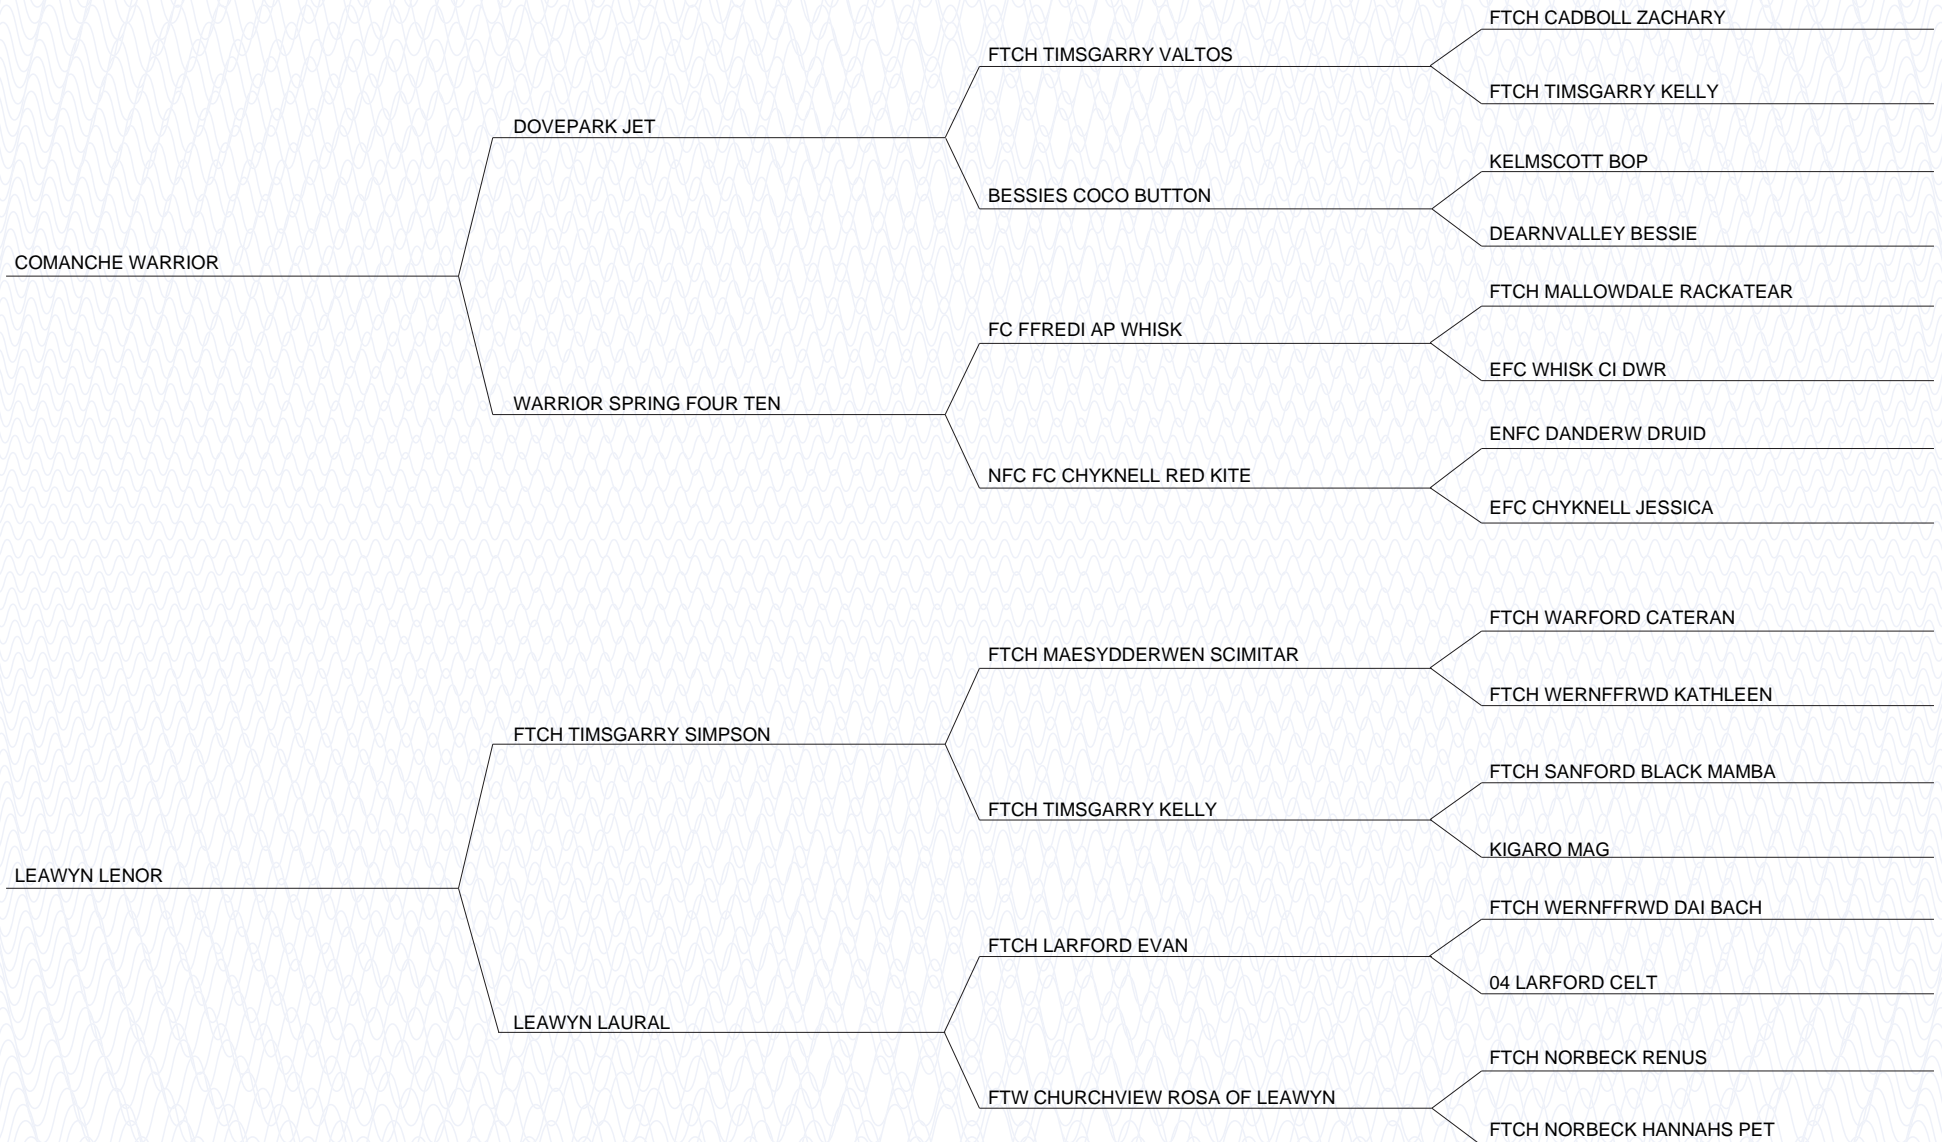 FTCH CADBOLL ZACHARY
FTCH TIMSGARRY VALTOS
FTCH TIMSGARRY KELLY
DOVEPARK JET
KELMSCOTT BOP
BESSIES COCO BUTTON
DEARNVALLEY BESSIE
COMANCHE WARRIOR
FTCH MALLOWDALE RACKATEAR
FC FFREDI AP WHISK
EFC WHISK CI DWR
WARRIOR SPRING FOUR TEN
ENFC DANDERW DRUID
NFC FC CHYKNELL RED KITE
EFC CHYKNELL JESSICA
FTCH WARFORD CATERAN
FTCH MAESYDDERWEN SCIMITAR
FTCH WERNFFRWD KATHLEEN
FTCH TIMSGARRY SIMPSON
FTCH SANFORD BLACK MAMBA
FTCH TIMSGARRY KELLY
KIGARO MAG
LEAWYN LENOR
FTCH WERNFFRWD DAI BACH
FTCH LARFORD EVAN
04 LARFORD CELT
LEAWYN LAURAL
FTCH NORBECK RENUS
FTW CHURCHVIEW ROSA OF LEAWYN
FTCH NORBECK HANNAHS PET